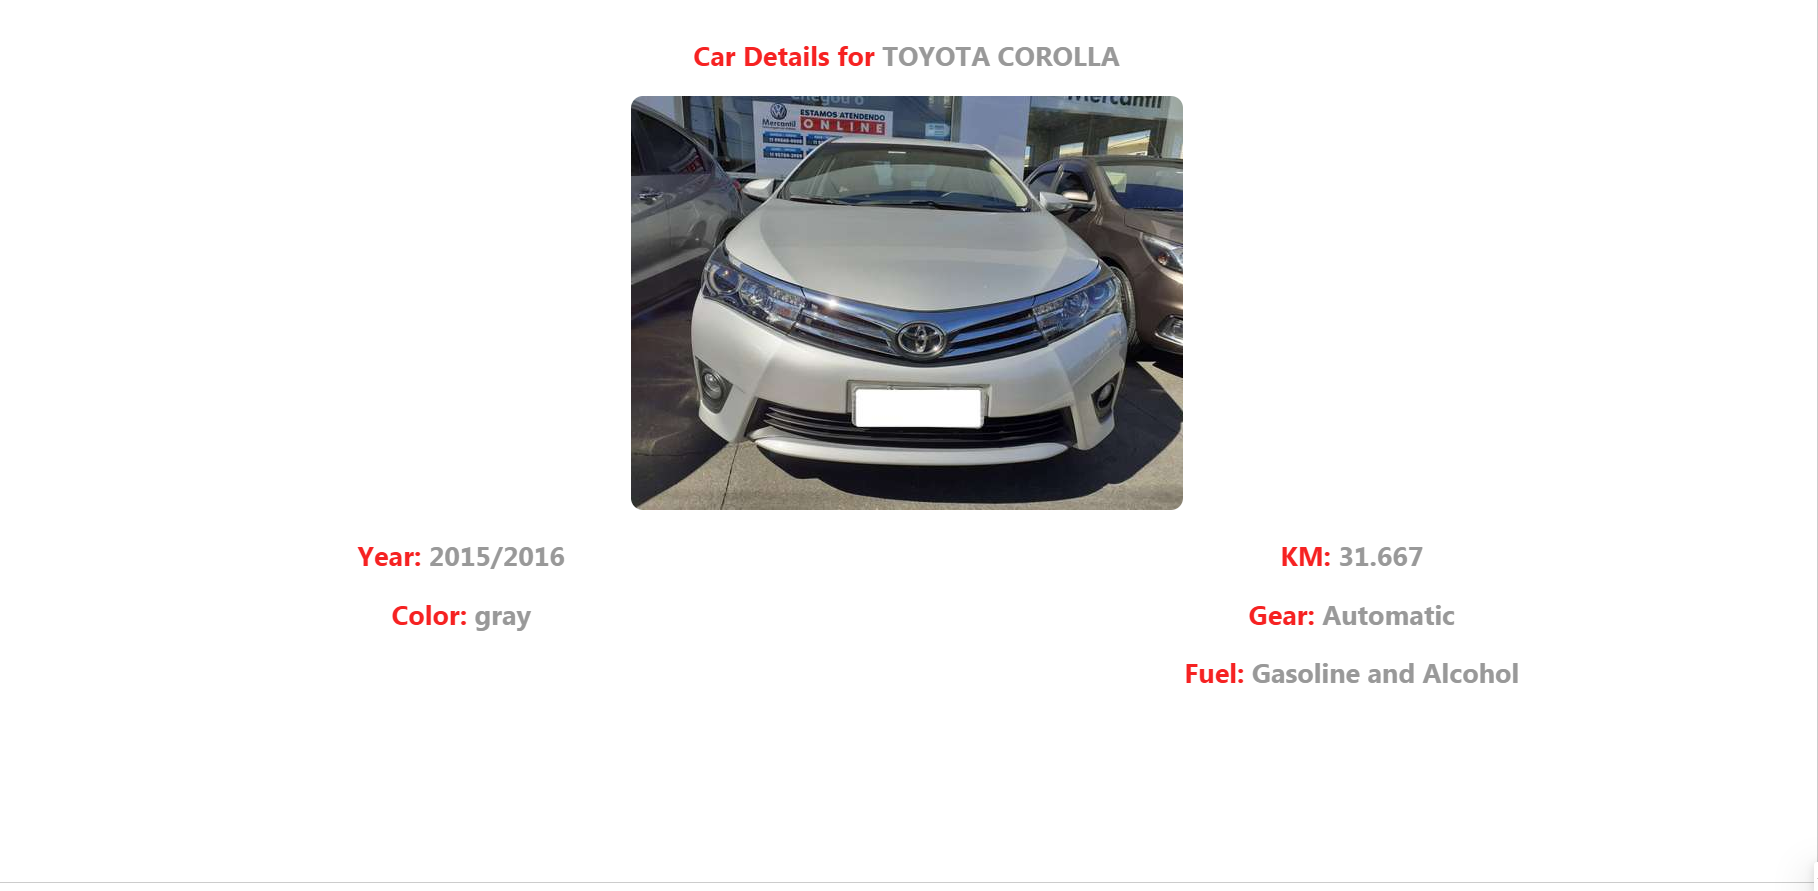 Car Details for TOYOTA COROLLA
Chegou o
Mercantil
Mercantil
ESTAMOS ATENDENDO
ONLINE
Year: 2015/2016
KM: 31.667
Color: gray
Gear: Automatic
Fuel: Gasoline and Alcohol